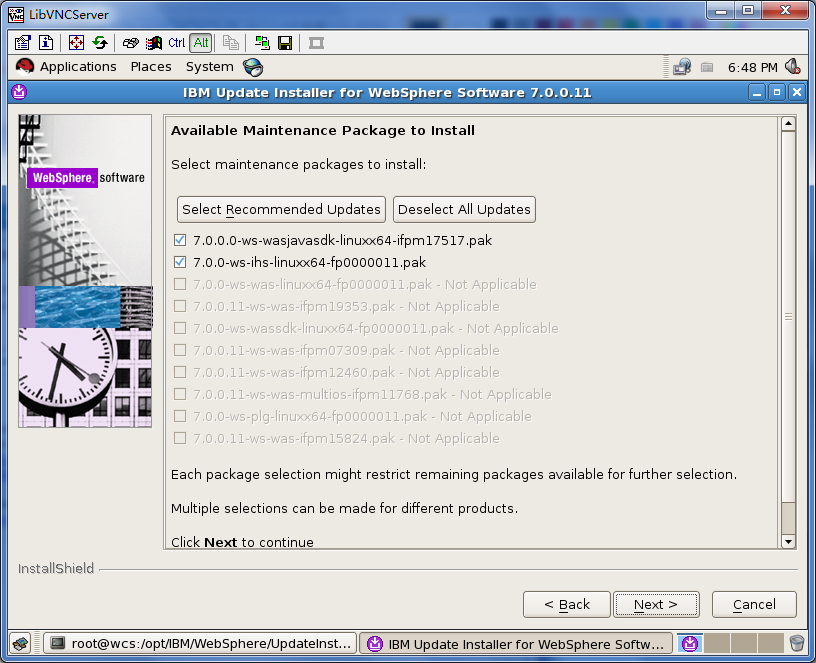 LibVNCServer
Ctrl Alt
Applications Places System 6:48 PM
IBM Update Installer for WebSphere Software 7.0.0.11
WebSphere. software
Available Maintenance Package to Install
Select maintenance packages to install:
Select Recommended Updates Deselect All Updates
7.0.0.0-ws-wasjavasdk-linuxx64-ifpm17517.pak
7.0.0-ws-ihs-linuxx64-fp0000011.pak
7.0.0-ws-was-linuxx64-fp0000011.pak - Not Applicable
7.0.0.11-ws-was-ifpm19353.pak - Not Applicable
7.0.0-ws-wassdk-linuxx64-fp0000011.pak - Not Applicable
7.0.0.11-ws-was-ifpm07309.pak - Not Applicable
7.0.0.11-ws-was-ifpm12460.pak - Not Applicable
7.0.0.11-ws-was-multios-ifpm11768.pak - Not Applicable
7.0.0-ws-plg-linuxx64-fp0000011.pak - Not Applicable
7.0.0.11-ws-was-ifpm15824.pak - Not Applicable
Each package selection might restrict remaining packages available for further selection.
Multiple selections can be made for different products.
Click Next to continue
InstallShield
< Back Next > Cancel
root@wcs:/opt/IBM/WebSphere/UpdateInst... IBM Update Installer for WebSphere Softw...